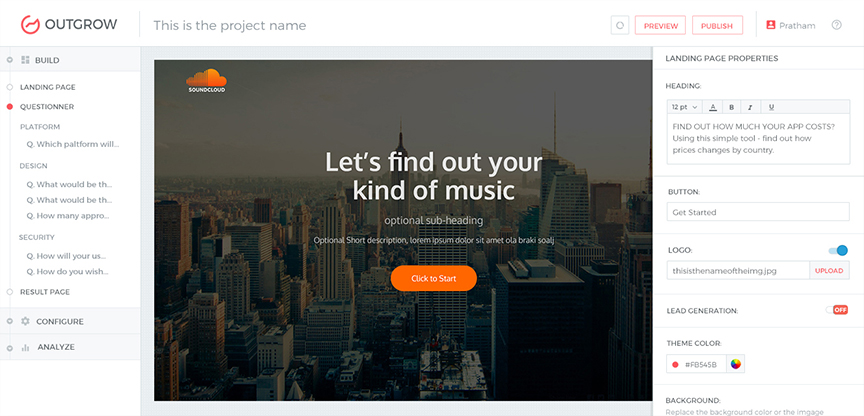 OUTGROW
This is the project name
PREVIEW
PUBLISH
Pratham
BUILD
LANDING PAGE
QUESTIONNER
PLATFORM
Q. Which paltform will...
DESIGN
Q. What would be th...
Q. What would be th...
Q. How many appro...
SECURITY
Q. How will your us...
Q. How do you wish...
RESULT PAGE
CONFIGURE
ANALYZE
SOUNDCLOUD
Let's find out your
kind of music
optional sub-heading
Optional Short description, lorem ipsum dolor sit amet ola braki soalj
Click to Start
LANDING PAGE PROPERTIES
HEADING:
12 pt A B I U
FIND OUT HOW MUCH YOUR APP COSTS?
Using this simple tool - find out how
prices changes by country.
BUTTON:
Get Started
LOGO:
thisisthenameoftheimg.jpg
UPLOAD
LEAD GENERATION:
OFF
THEME COLOR:
#FB545B
BACKGROUND:
Replace the background color or the imgage